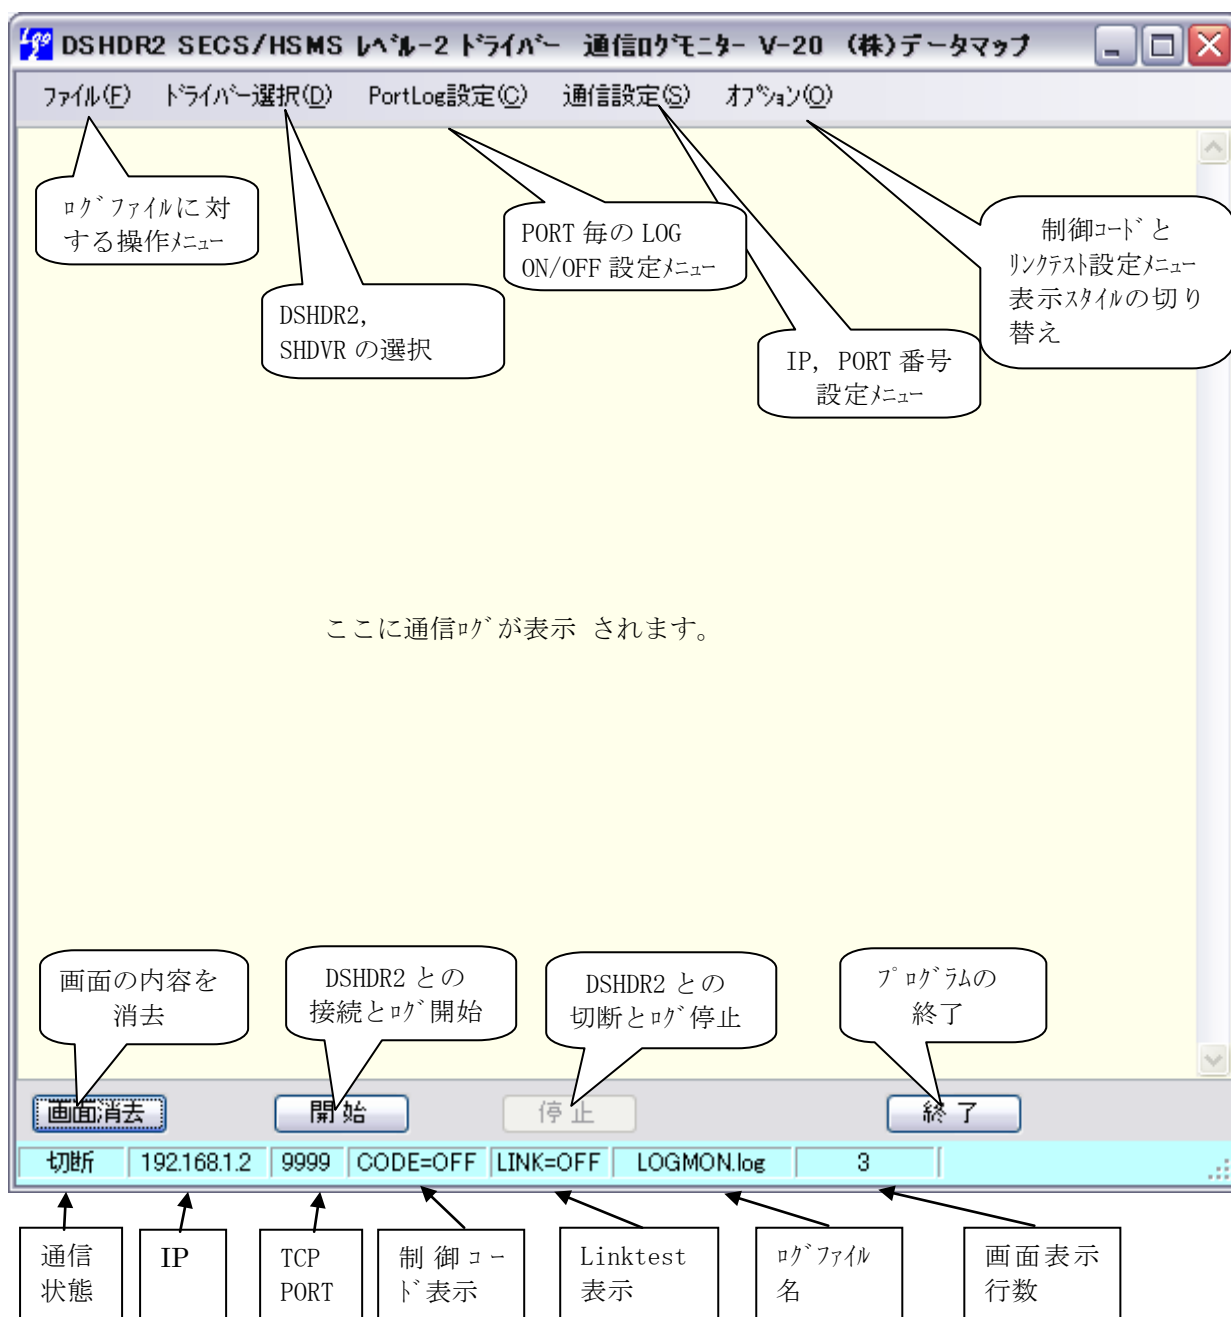 DSHDR2 SECS/HSMS ﾚﾍﾞﾙ-2 ﾄﾞﾗｲﾊﾞｰ 通信ﾛｸﾞﾓﾆﾀｰ V-20 (株)データマップ
ﾌｧｲﾙ(F) ﾄﾞﾗｲﾊﾞｰ選択(D) PortLog設定(C) 通信設定(S) ｵﾌﾟｼｮﾝ(O)
ﾛｸﾞﾌｧｲﾙに対
する操作ﾒﾆｭｰ
DSHDR2,
SHDVR の選択
PORT 毎の LOG
ON/OFF 設定ﾒﾆｭｰ
IP, PORT 番号
設定ﾒﾆｭｰ
制御ｺｰﾄﾞと
ﾘﾝｸﾃｽﾄ設定ﾒﾆｭｰ
表示ｽﾀｲﾙの切り
替え
ここに通信ﾛｸﾞが表示 されます。
画面の内容を
消去
DSHDR2 との
接続とﾛｸﾞ開始
DSHDR2 との
切断とﾛｸﾞ停止
ﾌﾟﾛｸﾞﾗﾑの
終了
画面消去 開始 停止 終了
切断 192.168.1.2 9999 CODE=OFF LINK=OFF LOGMON.log 3
通信
状態
IP
TCP
PORT
制御コー
ﾄﾞ表示
Linktest
表示
ﾛｸﾞﾌｧｲﾙ
名
画面表示
行数